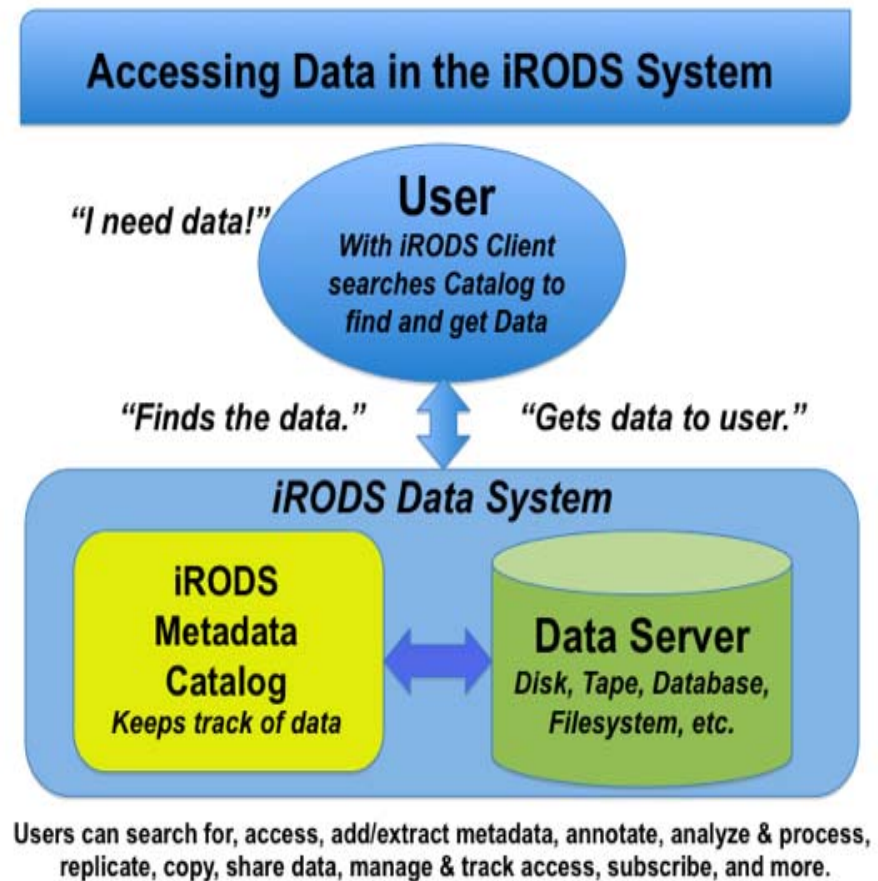 Accessing Data in the iRODS System
“I need data!”
User
With iRODS Client
searches Catalog to
find and get Data
“Finds the data.”
“Gets data to user.”
iRODS Data System
iRODS
Metadata
Catalog
Keeps track of data
Data Server
Disk, Tape, Database,
Filesystem, etc.
Users can search for, access, add/extract metadata, annotate, analyze & process,
replicate, copy, share data, manage & track access, subscribe, and more.